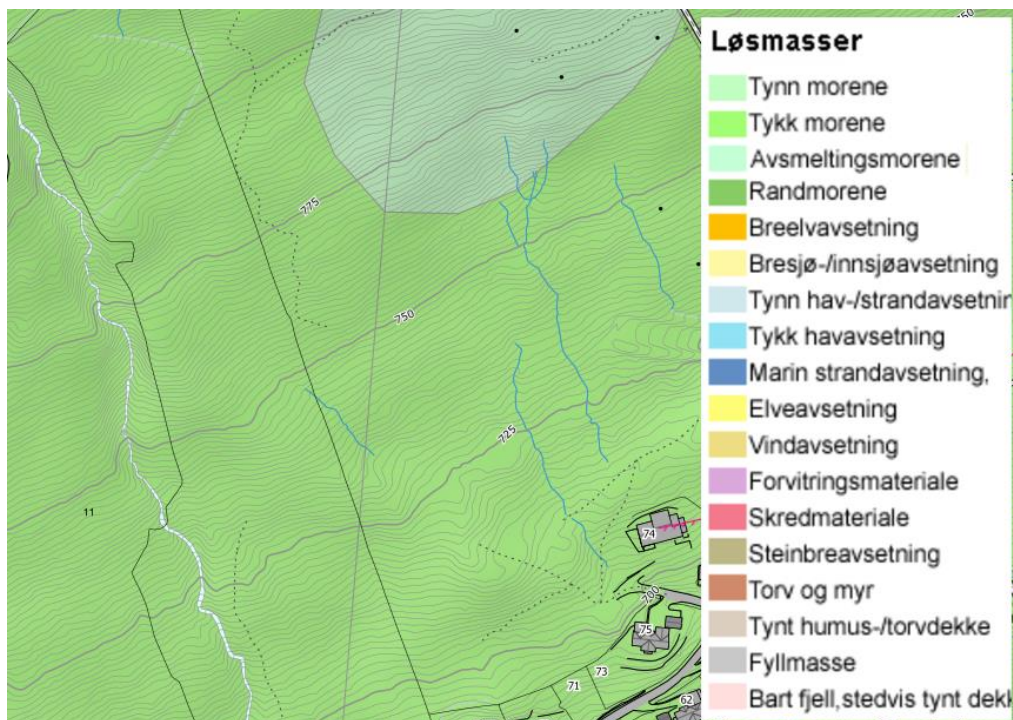 Løsmasser
Tynn morene
Tykk morene
Avsmeltingsmorene
Randmorene
Breelvavsetning
Bresjø-/innsjøavsetning
Tynn hav-/strandavsetnin
Tykk havavsetning
Marin strandavsetning,
Elveavsetning
Vindavsetning
Forvitringsmateriale
Skredmateriale
Steinbreavsetning
Torv og myr
Tynt humus-/torvdekke
Fyllmasse
Bart fjell,stedvis tynt dekk
775
750
725
11
74
700
75
73
71
62